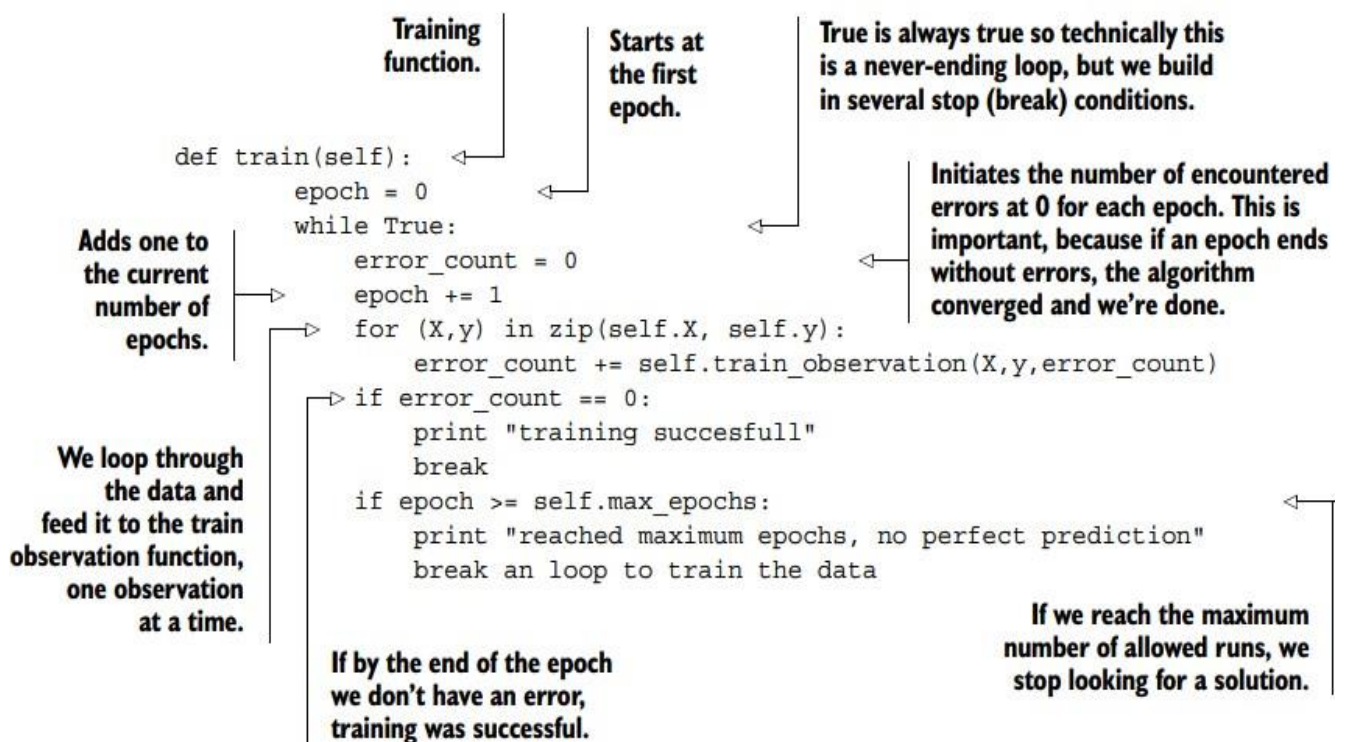 Training
function.
Starts at
the first
epoch.
True is always true so technically this
is a never-ending loop, but we build
in several stop (break) conditions.
def train(self):
epoch = 0
while True:
Initiates the number of encountered
errors at 0 for each epoch. This is
important, because if an epoch ends
without errors, the algorithm
converged and we're done.
Adds one to
the current
number of
epochs.
error_count = 0
epoch += 1
for (X,y) in zip(self.X, self.y):
error_count += self.train_observation(X,y,error_count)
if error_count == 0:
print "training succesfull"
break
We loop through
the data and
feed it to the train
observation function,
one observation
at a time.
if epoch >= self.max_epochs:
print "reached maximum epochs, no perfect prediction"
break an loop to train the data
If we reach the maximum
number of allowed runs, we
stop looking for a solution.
If by the end of the epoch
we don't have an error,
training was successful.